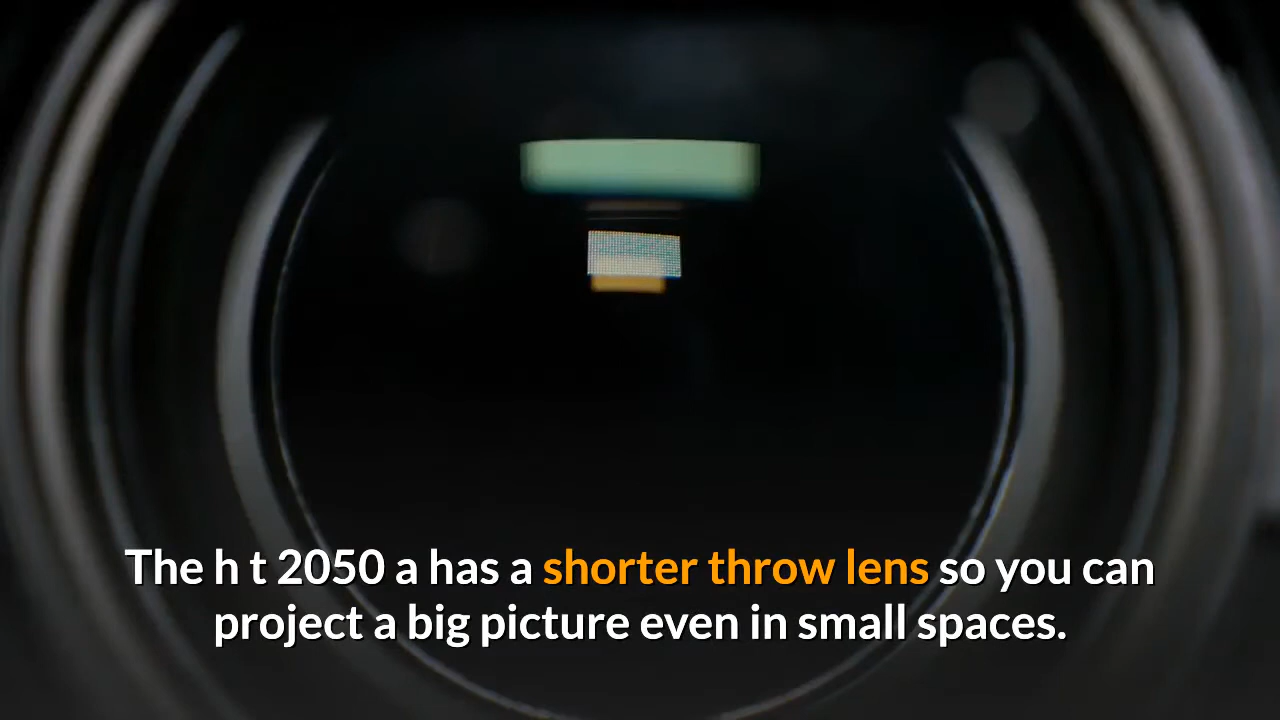 The h t 2050 a has a shorter throw lens so you can
project a big picture even in small spaces.